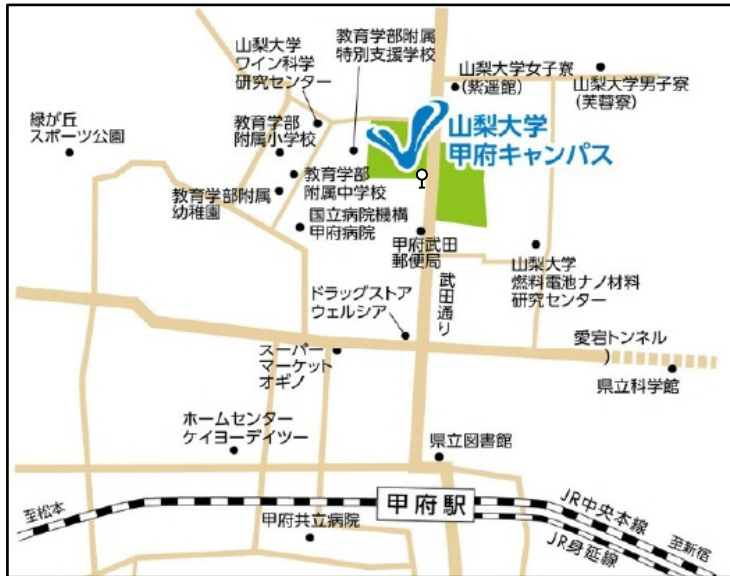 教育学部附属
特別支援学校
山梨大学
ワイン科学
研究センター
山梨大学女子寮
(紫遥館)
山梨大学男子寮
(芙蓉寮)
緑が丘
スポーツ公園
教育学部
附属小学校
山梨大学
甲府キャンパス
教育学部
附属中学校
教育学部附属
幼稚園
国立病院機構
甲府病院
甲府武田
郵便局
山梨大学
燃料電池ナノ材料
研究センター
武田通り
ドラッグストア
ウェルシア
愛宕トンネル
スーパー
マーケット
オギノ
県立科学館
ホームセンター
ケイヨーデイツー
県立図書館
甲府駅
JR中央本線
至松本
甲府共立病院
JR身延線
至新宿